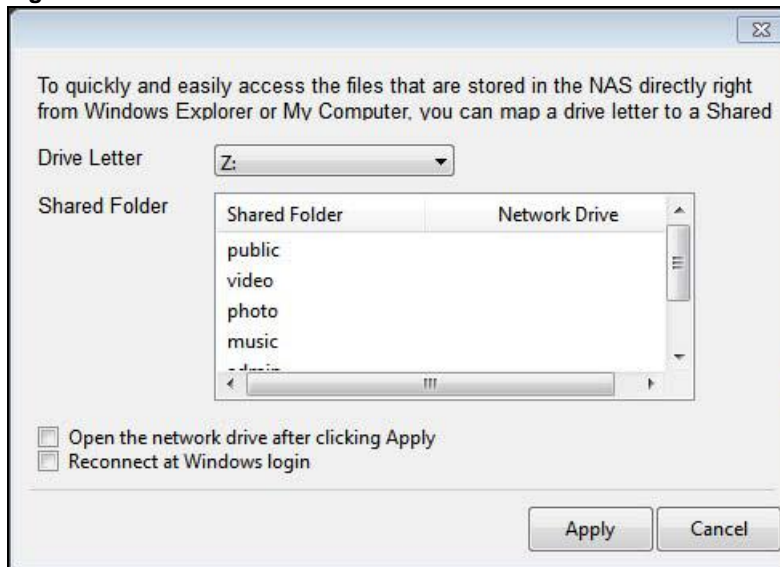 To quickly and easily access the files that are stored in the NAS directly right
from Windows Explorer or My Computer, you can map a drive letter to a Shared
Drive Letter
Z:
Shared Folder
Shared Folder Network Drive
public
video
photo
music
Open the network drive after clicking Apply
Reconnect at Windows login
Apply Cancel